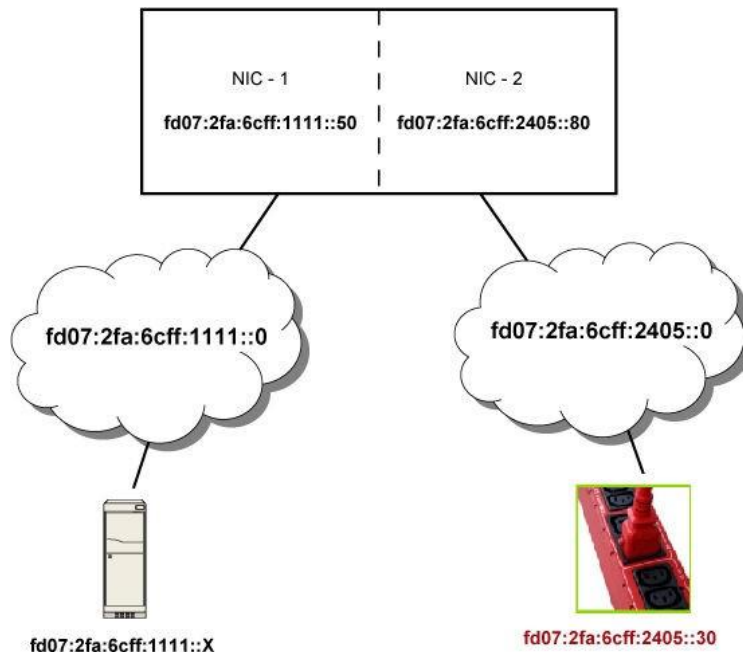 NIC - 1
NIC - 2
fd07:2fa:6cff:1111::50
fd07:2fa:6cff:2405::80
fd07:2fa:6cff:1111::0
fd07:2fa:6cff:2405::0
fd07:2fa:6cff:1111::X
fd07:2fa:6cff:2405::30